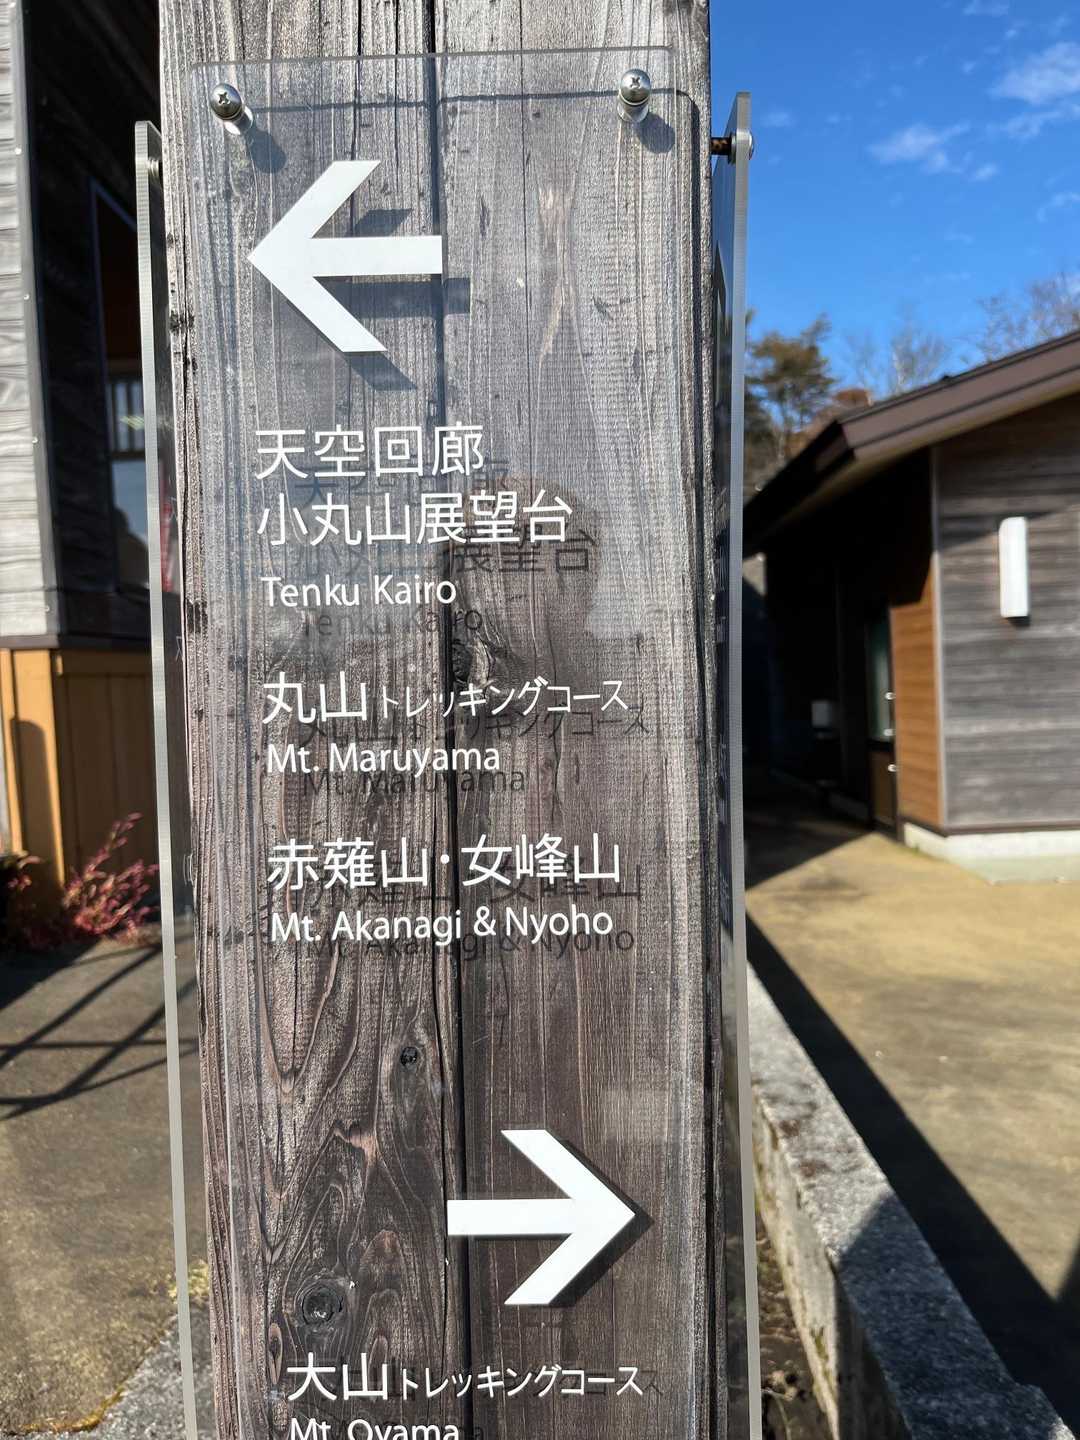 天空回廊
小丸山展望台
Tenku Kairo
丸山トレッキングコース
Mt. Maruyama
赤薙山・女峰山
Mt. Akanagi & Nyoho
大山トレッキングコース
Mt. Oyama